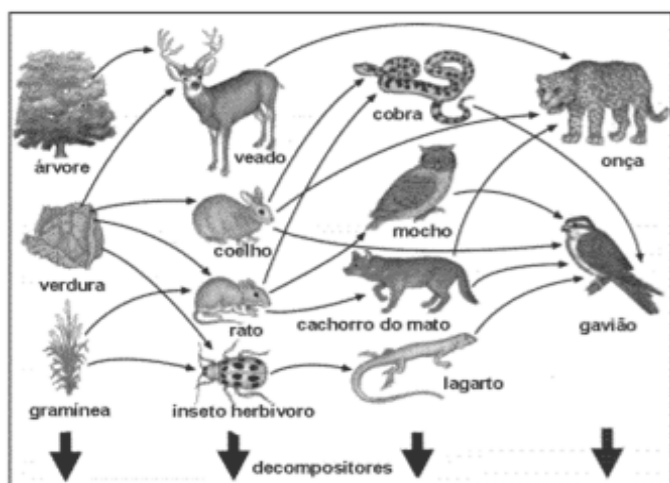 árvore
veado
cobra
onça
verdura
coelho
mocho
rato
cachorro do mato
gavião
gramínea
inseto herbívoro
lagarto
decompositores